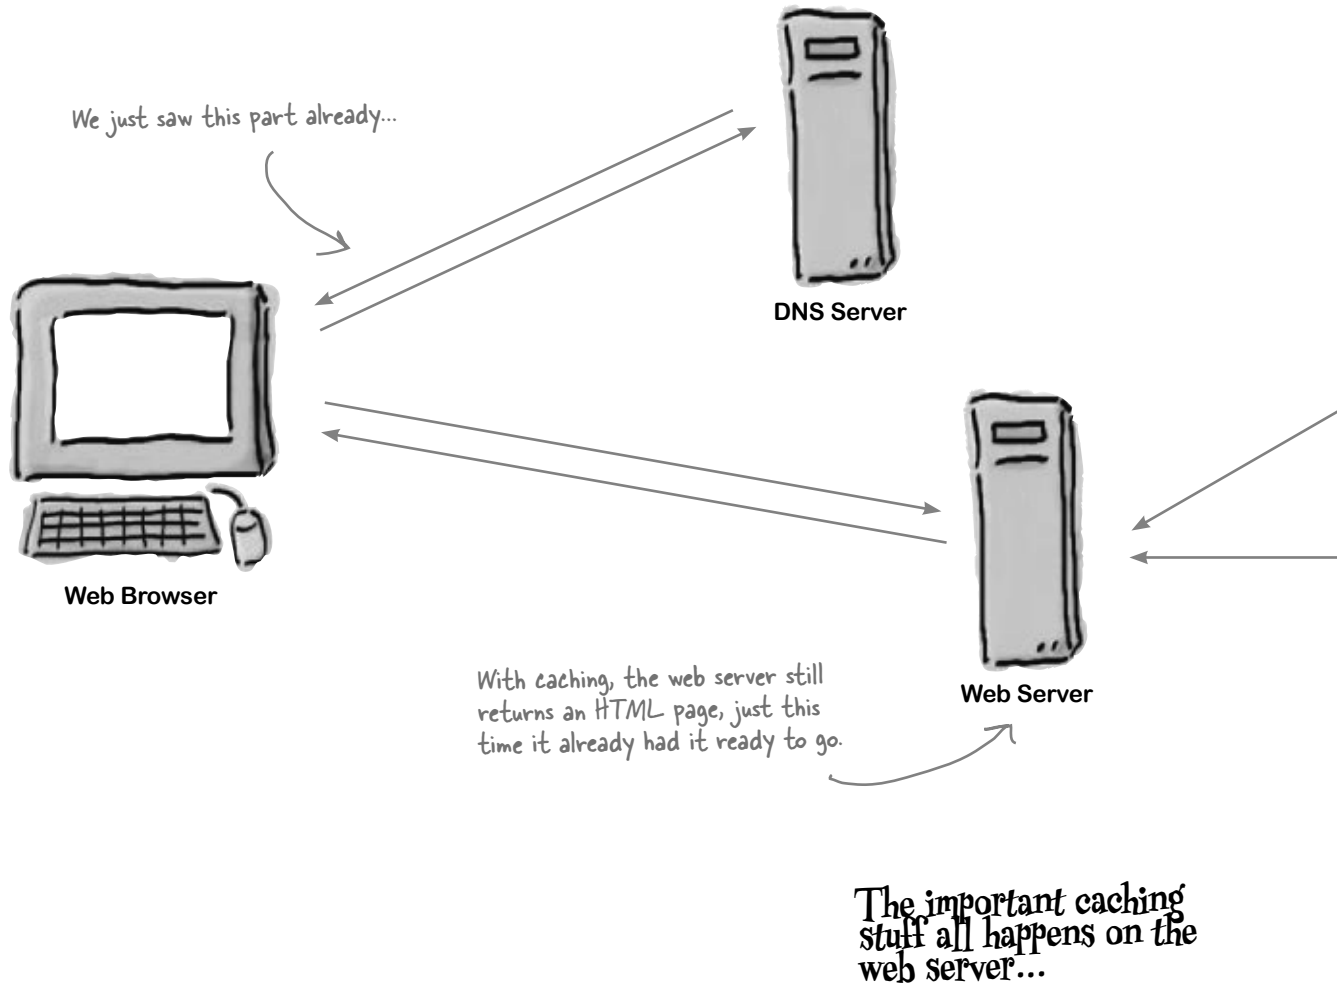 We just saw this part already...
DNS Server
Web Browser
With caching, the web server still
returns an HTML page, just this
time it already had it ready to go.
Web Server
The important caching
stuff all happens on the
web server...